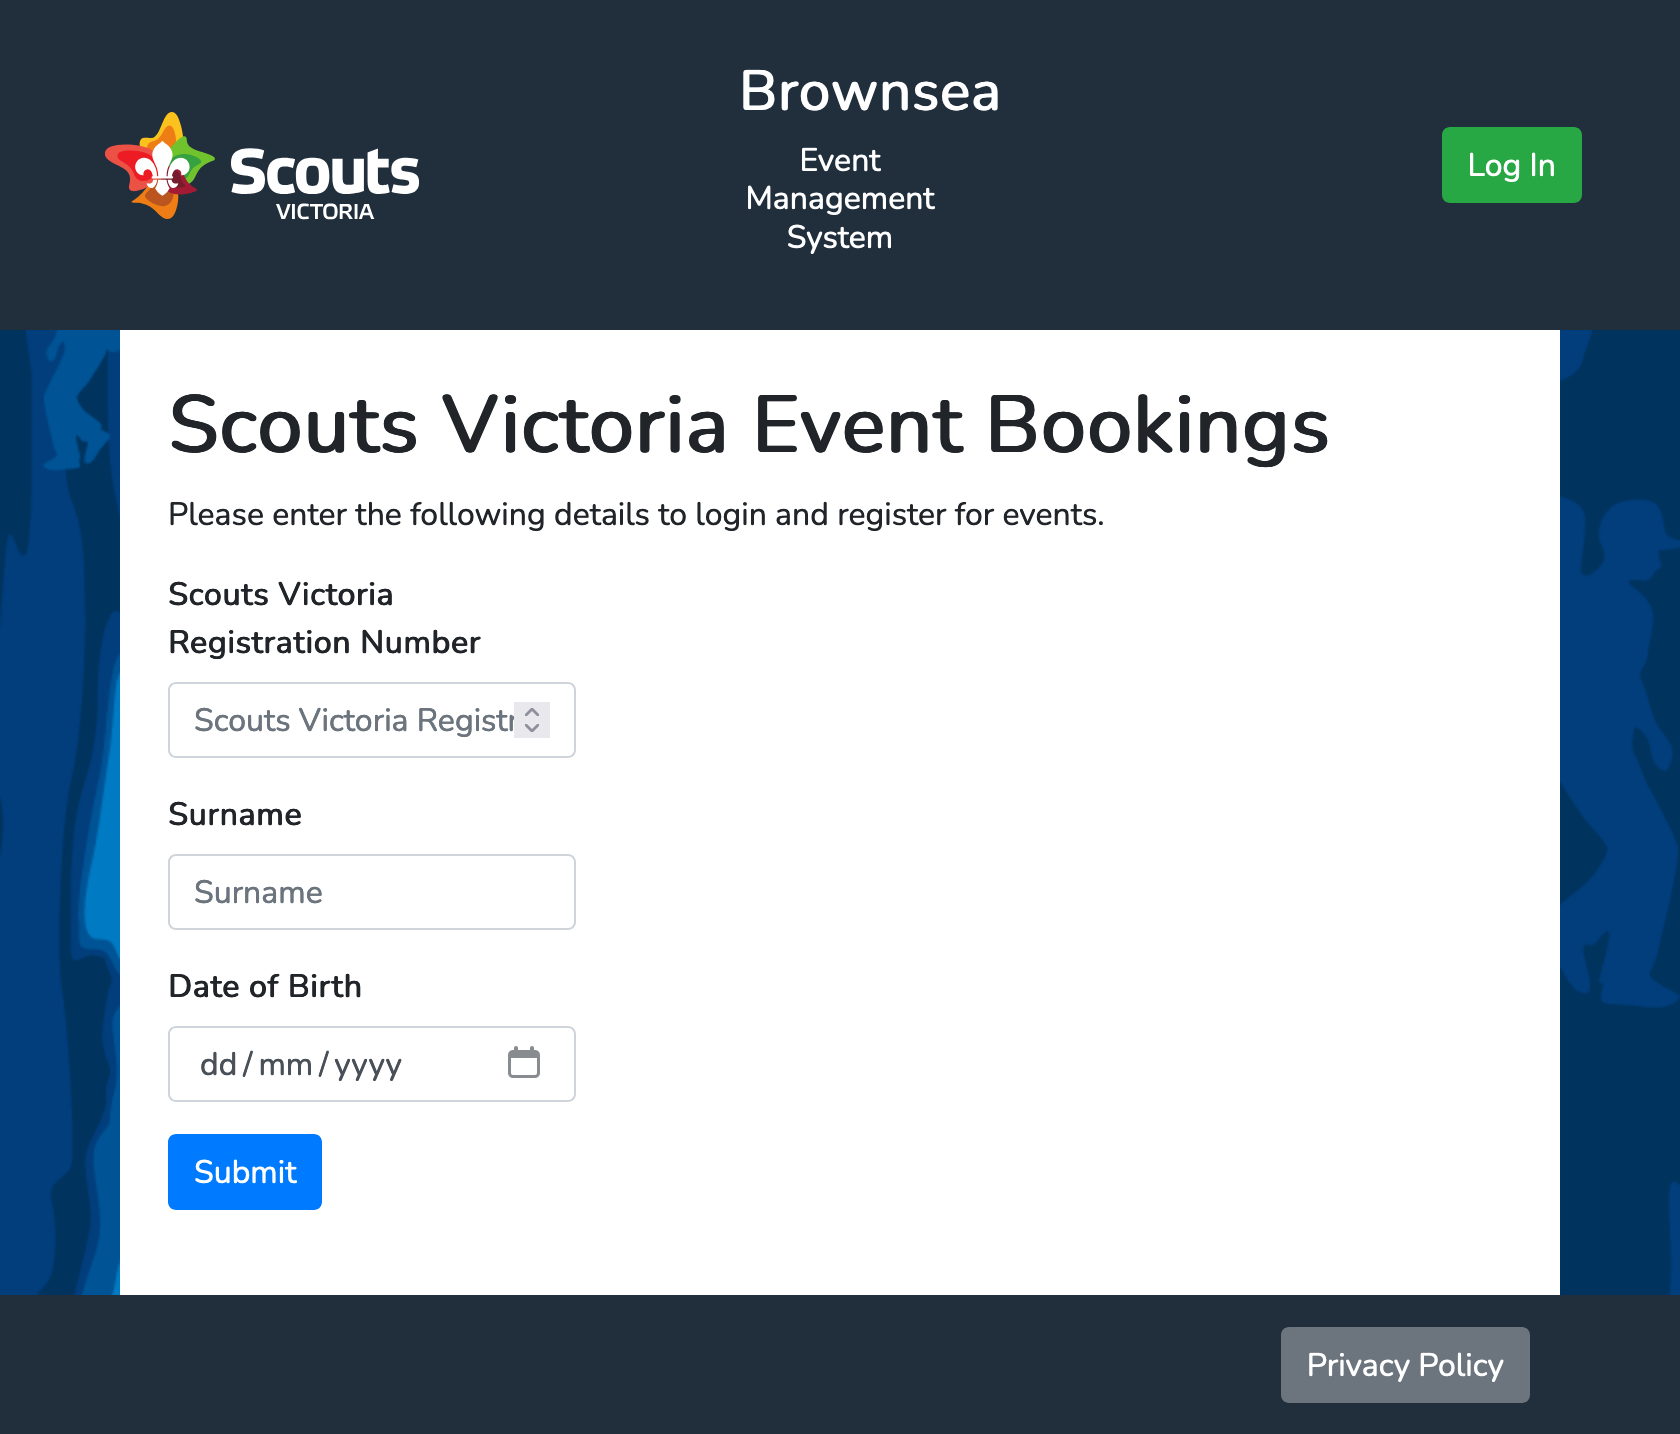 Scouts
VICTORIA
Brownsea
Event
Management
System
Log In
Scouts Victoria Event Bookings
Please enter the following details to login and register for events.
Scouts Victoria
Registration Number
Scouts Victoria Registr
Surname
Surname
Date of Birth
dd/mm/yyyy
Submit
Privacy Policy